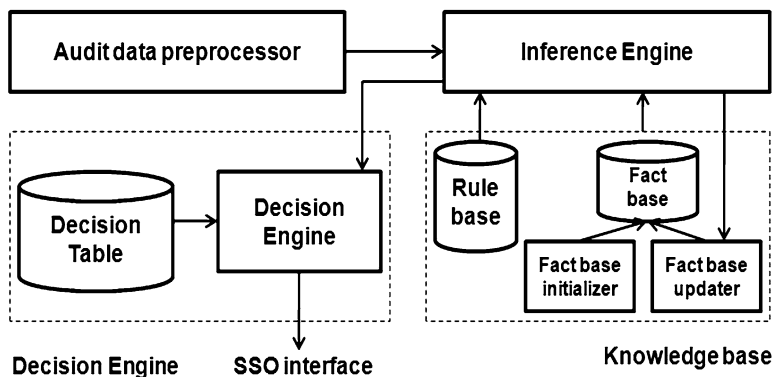 Audit data preprocessor
Inference Engine
Decision
Table
Decision
Engine
Rule
base
Fact
base
Fact base
initializer
Fact base
updater
Decision Engine
SSO interface
Knowledge base